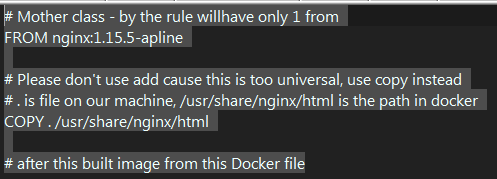 # Mother class - by the rule willhave only 1 from
FROM nginx:1.15.5-apline
# Please don't use add cause this is too universal, use copy instead
# . is file on our machine, /usr/share/nginx/html is the path in docker
COPY . /usr/share/nginx/html
# after this built image from this Docker file